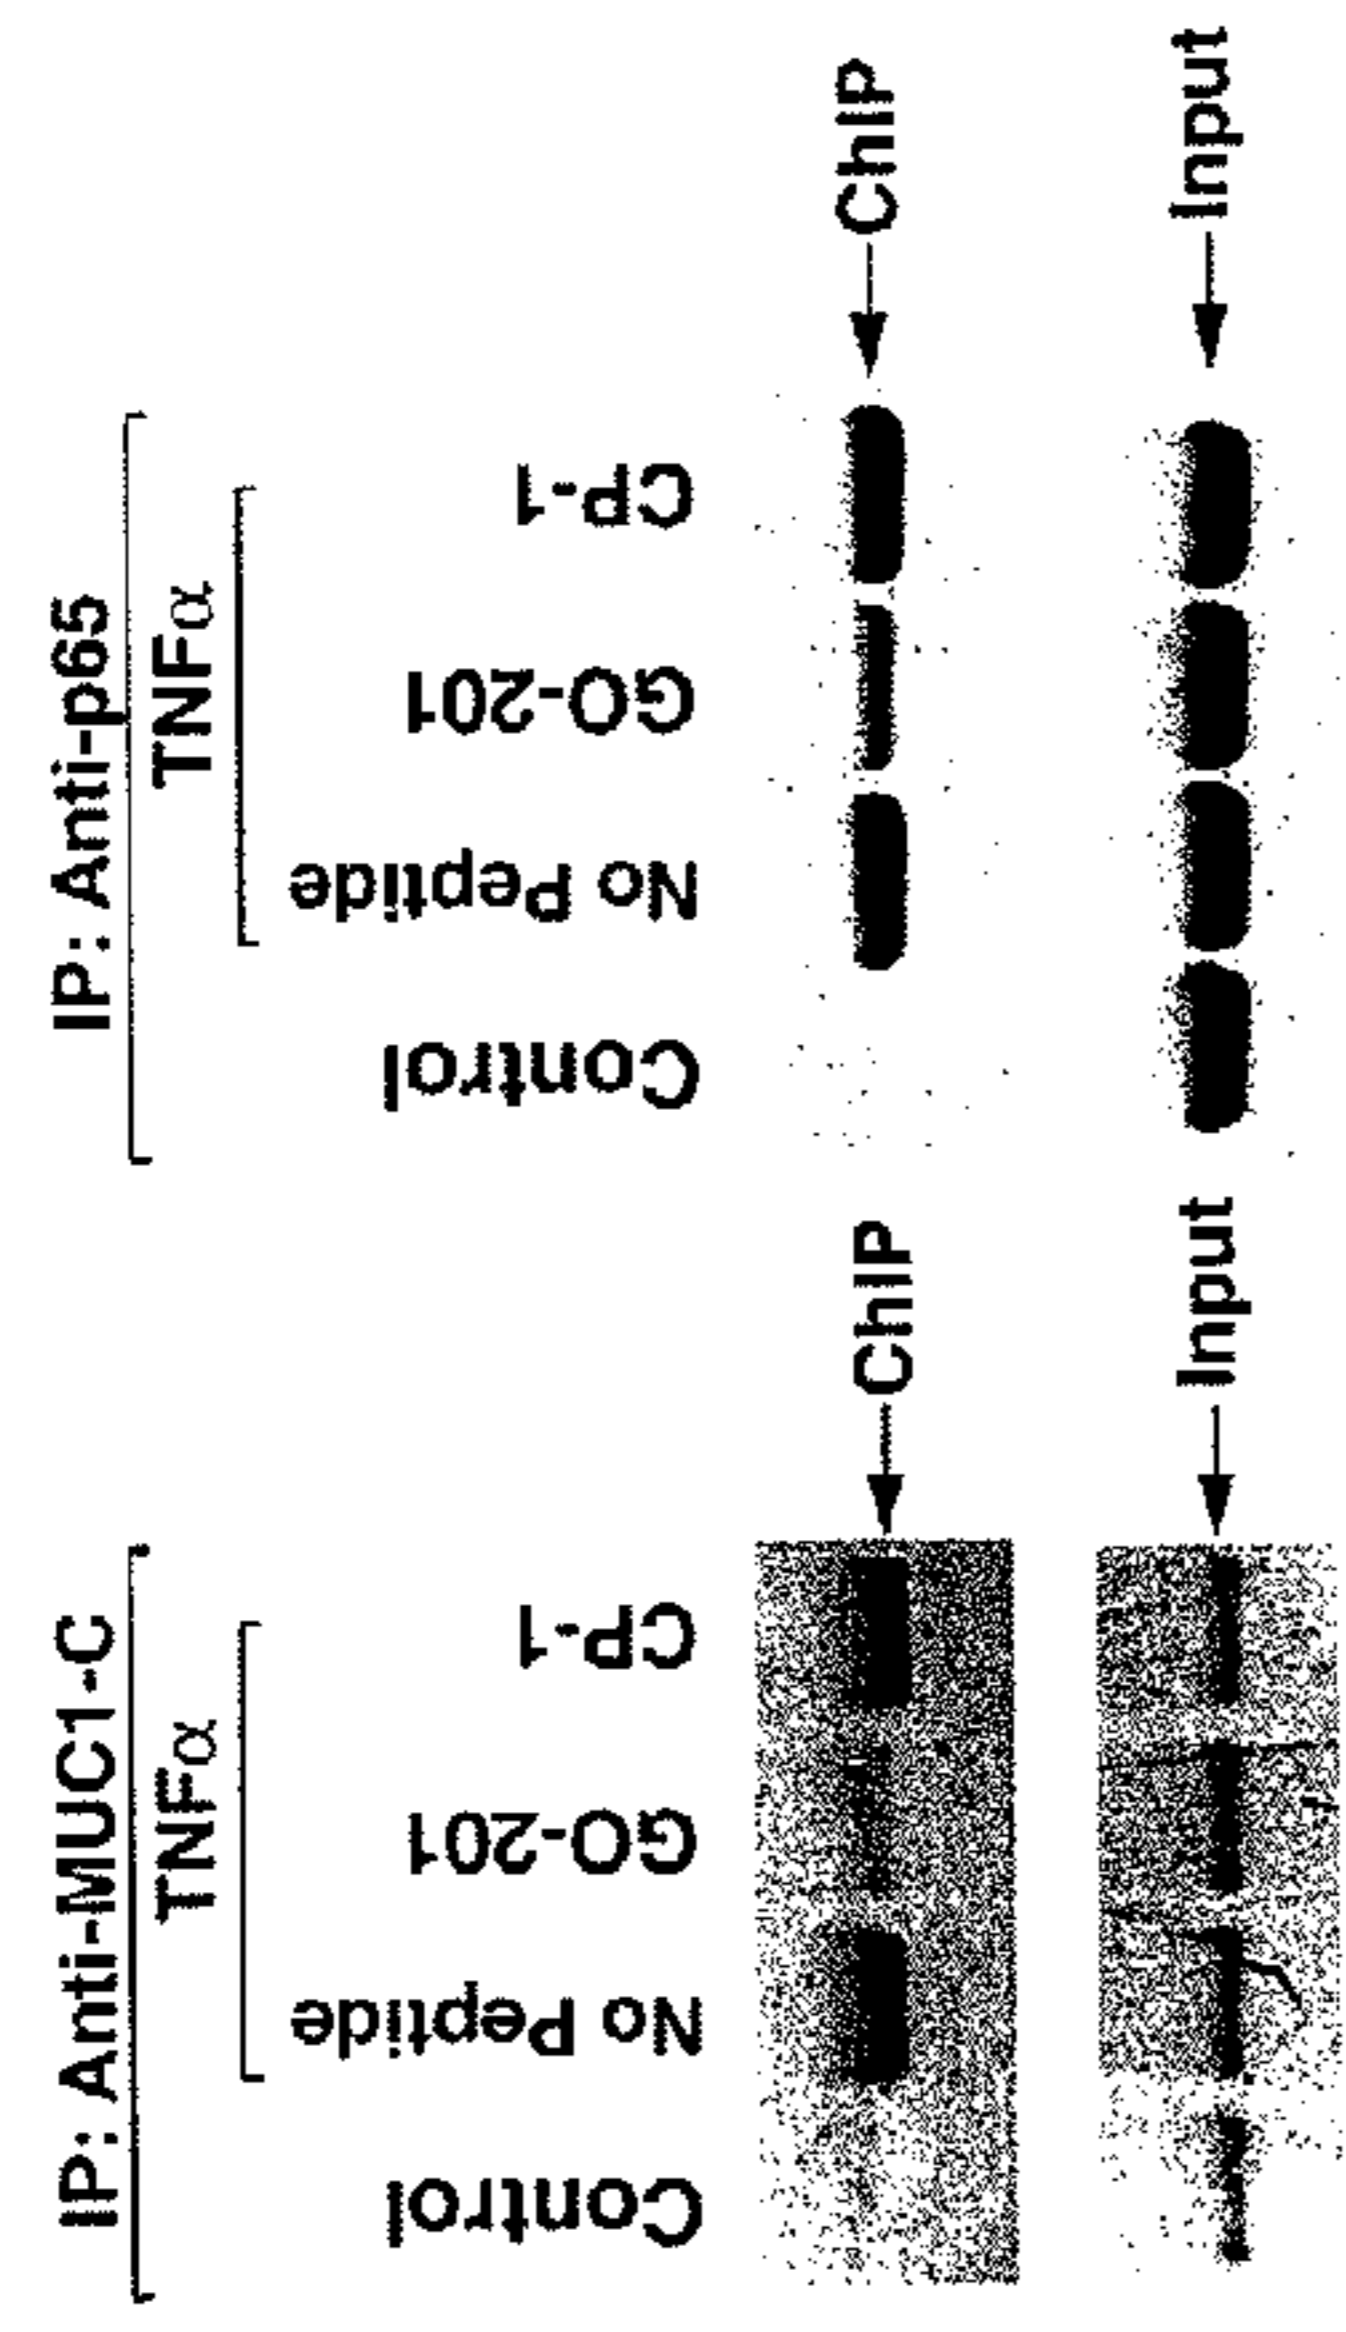 IP: Anti-MUC1-C
TNFα
Control
No Peptide
GO-201
CP-1
ChIP
Input
IP: Anti-p65
TNFα
Control
No Peptide
GO-201
CP-1
ChIP
Input